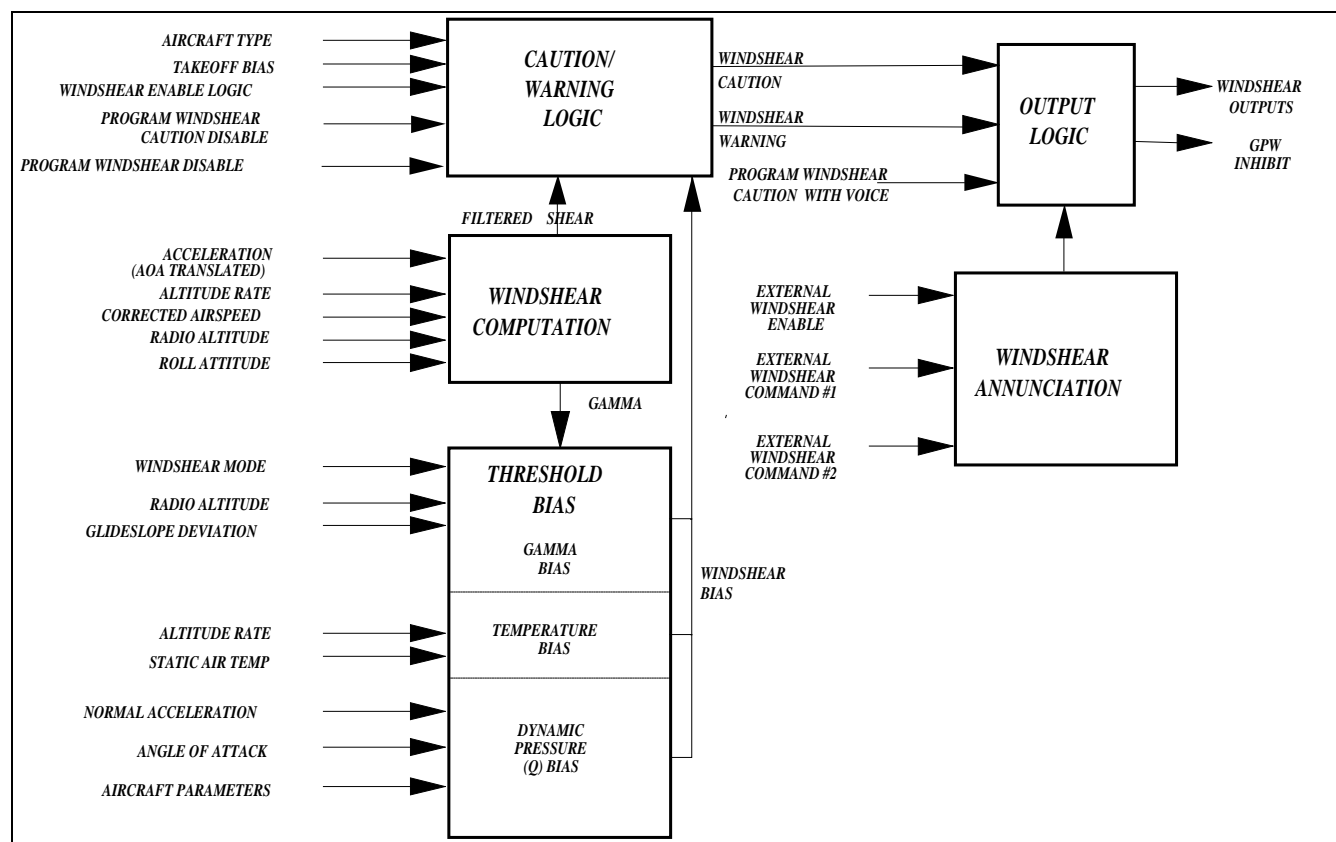 AIRCRAFT TYPE
TAKEOFF BIAS
WINDSHEAR ENABLE LOGIC
PROGRAM WINDSHEAR
CAUTION DISABLE
PROGRAM WINDSHEAR DISABLE
CAUTION/
WARNING
LOGIC
WINDSHEAR
CAUTION
WINDSHEAR
WARNING
PROGRAM WINDSHEAR
CAUTION WITH VOICE
OUTPUT
LOGIC
WINDSHEAR
OUTPUTS
GPW
INHIBIT
FILTERED SHEAR
ACCELERATION
(AOA TRANSLATED)
ALTITUDE RATE
CORRECTED AIRSPEED
RADIO ALTITUDE
ROLL ATTITUDE
WINDSHEAR
COMPUTATION
GAMMA
EXTERNAL
WINDSHEAR
ENABLE
EXTERNAL
WINDSHEAR
COMMAND #1
EXTERNAL
WINDSHEAR
COMMAND #2
WINDSHEAR
ANNUNCIATION
WINDSHEAR MODE
RADIO ALTITUDE
GLIDESLOPE DEVIATION
THRESHOLD
BIAS
GAMMA
BIAS
WINDSHEAR
BIAS
ALTITUDE RATE
STATIC AIR TEMP
TEMPERATURE
BIAS
NORMAL ACCELERATION
ANGLE OF ATTACK
AIRCRAFT PARAMETERS
DYNAMIC
PRESSURE
(Q) BIAS